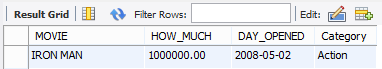 Result Grid Filter Rows: Edit:
MOVIE HOW_MUCH DAY_OPENED Category
IRON MAN 1000000.00 2008-05-02 Action